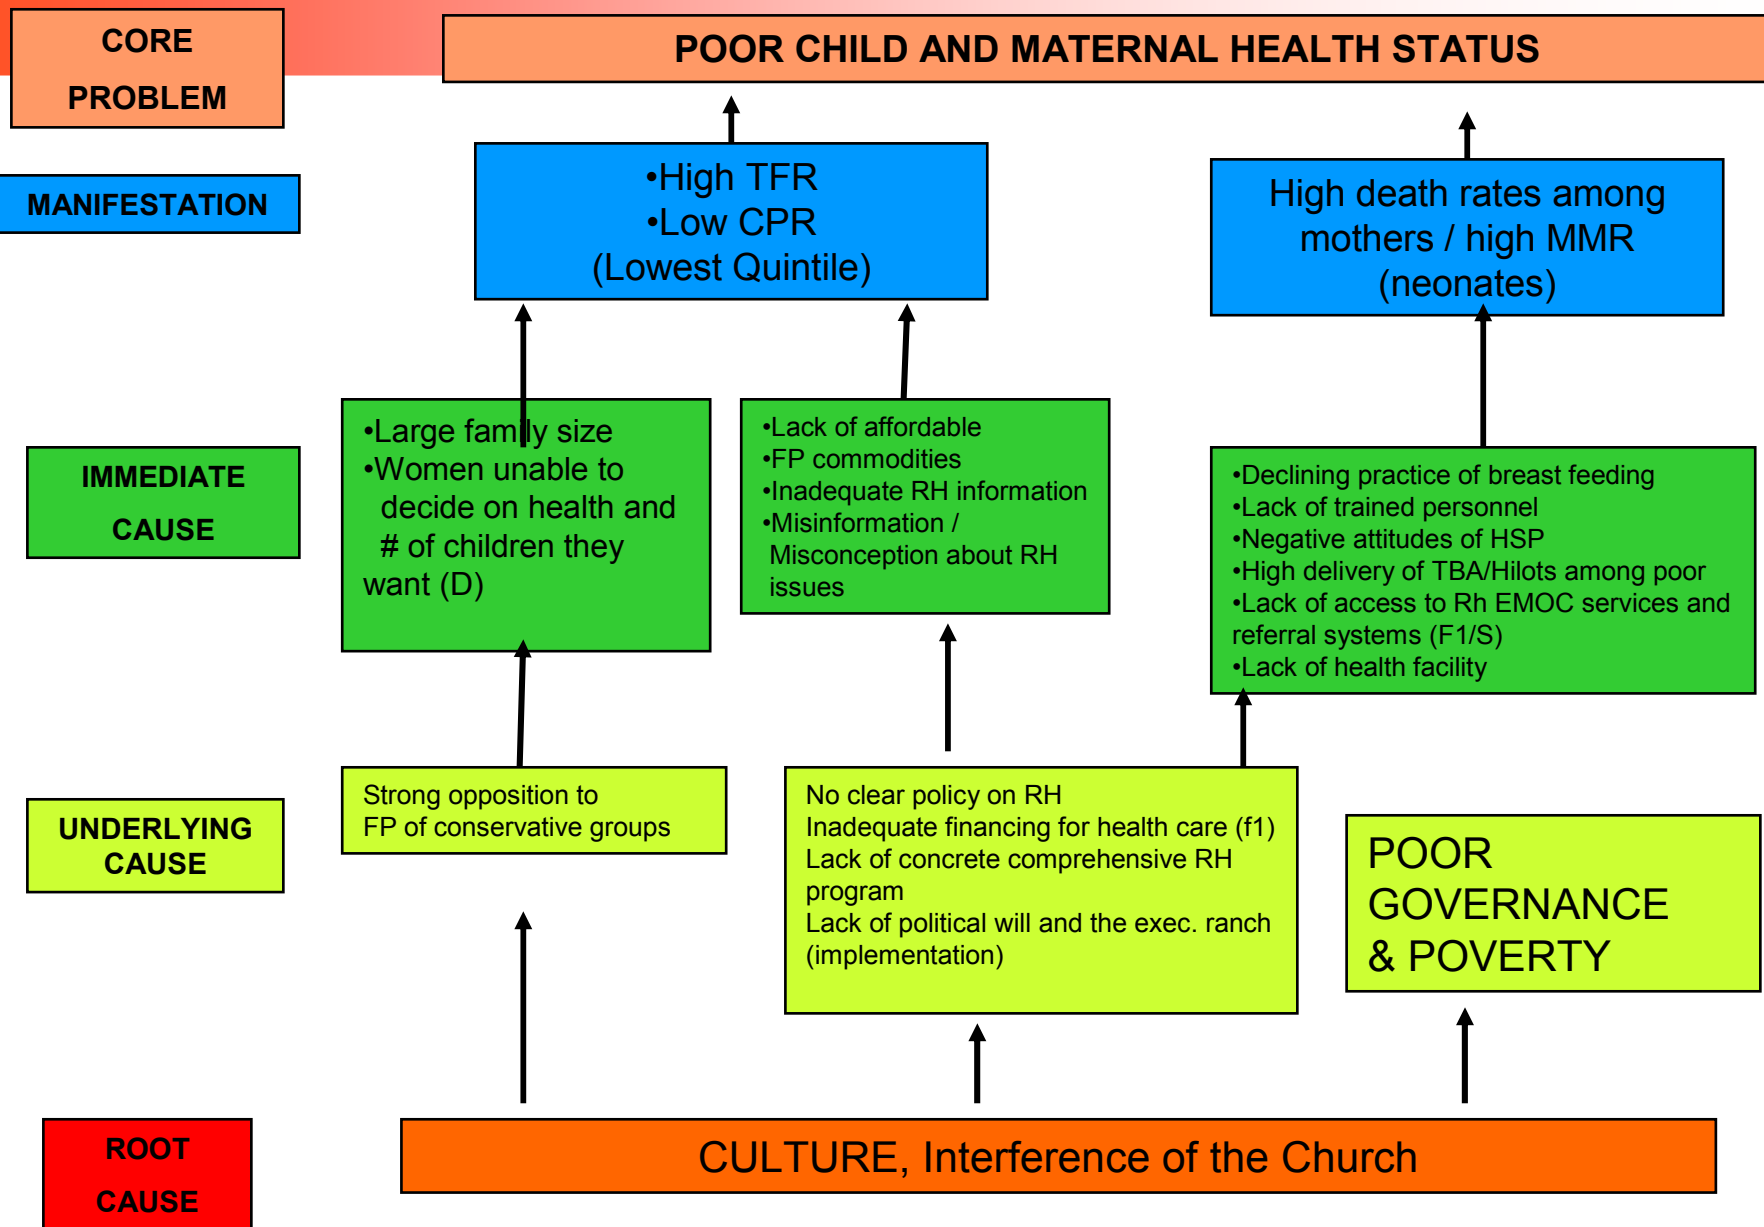 CORE
PROBLEM
POOR CHILD AND MATERNAL HEALTH STATUS
MANIFESTATION
•High TFR
•Low CPR
(Lowest Quintile)
High death rates among
mothers / high MMR
(neonates)
IMMEDIATE
CAUSE
•Large family size
•Women unable to
decide on health and
# of children they
want (D)
•Lack of affordable
•FP commodities
•Inadequate RH information
•Misinformation /
Misconception about RH
issues
•Declining practice of breast feeding
•Lack of trained personnel
•Negative attitudes of HSP
•High delivery of TBA/Hilots among poor
•Lack of access to Rh EMOC services and
referral systems (F1/S)
•Lack of health facility
UNDERLYING
CAUSE
Strong opposition to
FP of conservative groups
No clear policy on RH
Inadequate financing for health care (f1)
Lack of concrete comprehensive RH
program
Lack of political will and the exec. ranch
(implementation)
POOR
GOVERNANCE
& POVERTY
ROOT
CAUSE
CULTURE, Interference of the Church